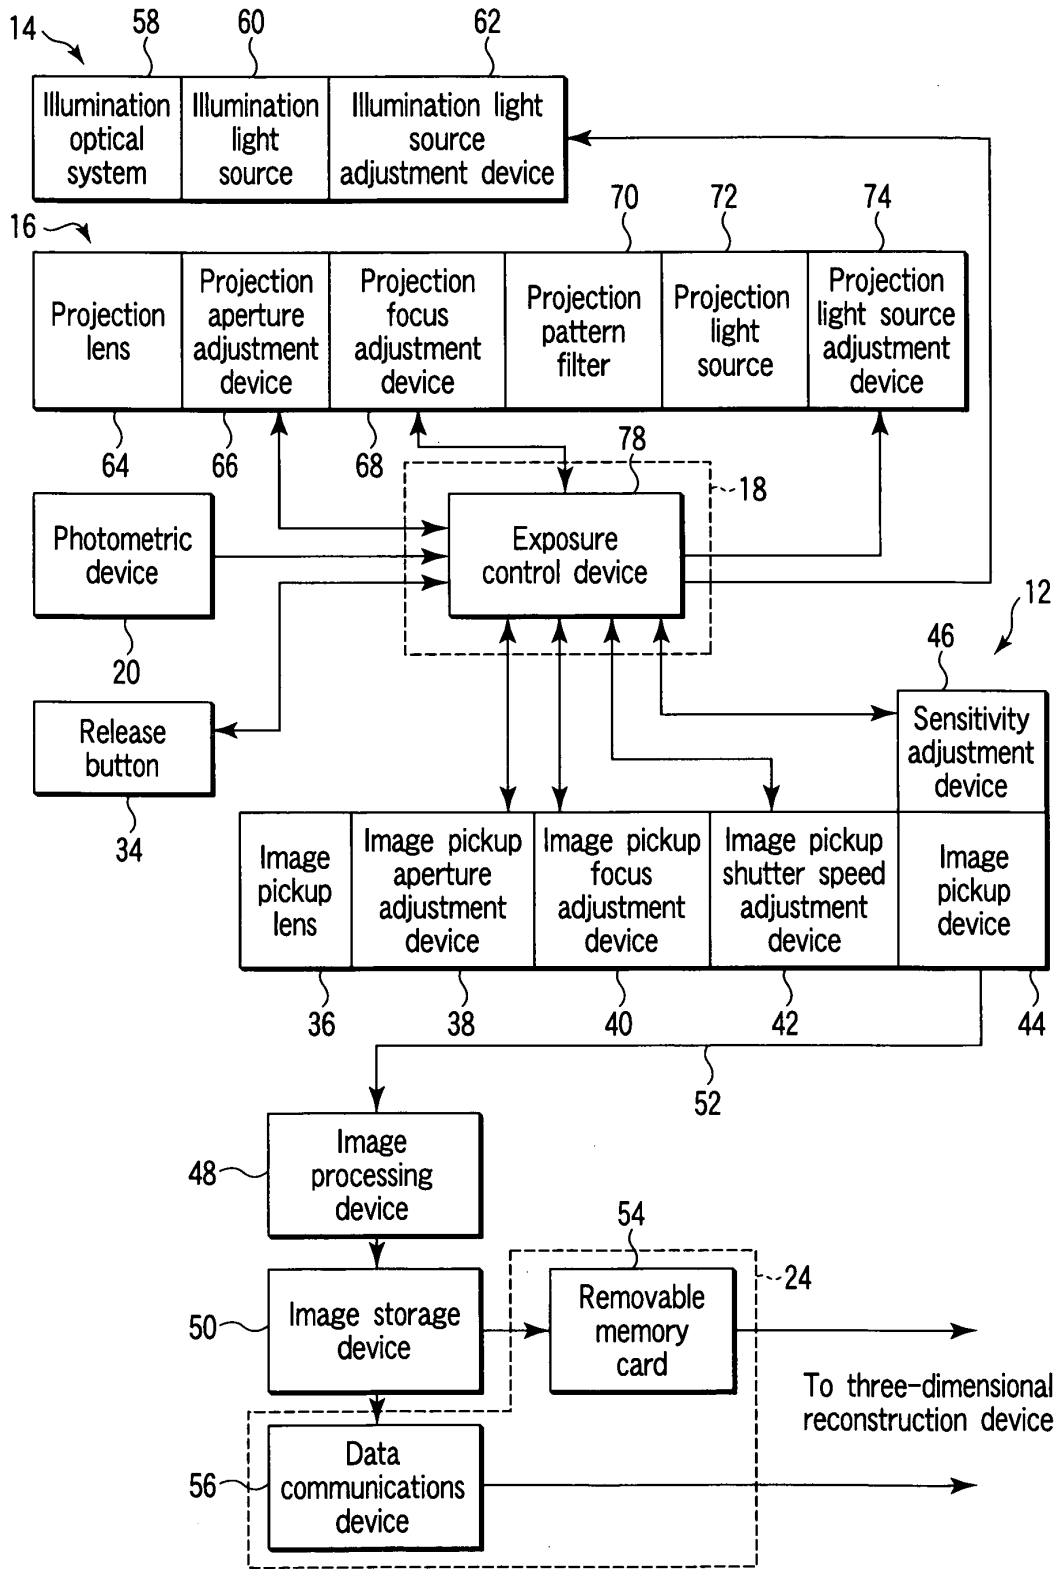 14
58
60
62
Illumination
optical
system
Illumination
light
source
Illumination light
source
adjustment device
16
70
72
74
Projection
lens
Projection
aperture
adjustment
device
Projection
focus
adjustment
device
Projection
pattern
filter
Projection
light
source
Projection
light source
adjustment
device
64
66
68
78
18
Photometric
device
Exposure
control device
20
12
46
Release
button
Sensitivity
adjustment
device
34
Image
pickup
lens
Image pickup
aperture
adjustment
device
Image pickup
focus
adjustment
device
Image pickup
shutter speed
adjustment
device
Image
pickup
device
36
38
40
42
44
52
48
Image
processing
device
54
24
50
Image storage
device
Removable
memory
card
To three-dimensional
reconstruction device
56
Data
communications
device